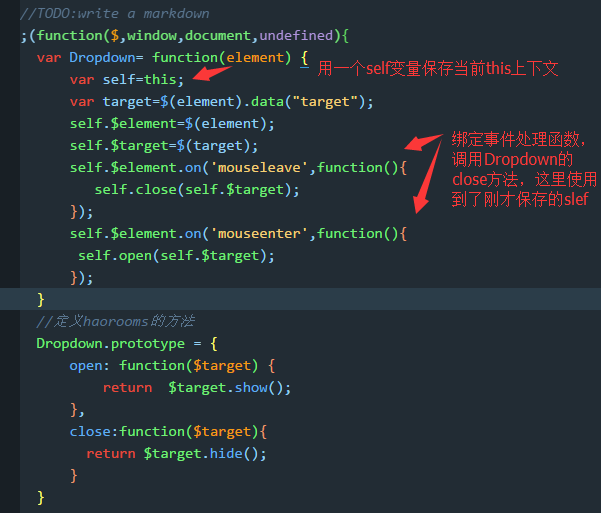 //TODO:write a markdown
;(function($,window,document,undefined){
var Dropdown= function(element) {
用一个self变量保存当前this上下文
var self=this;
var target=$(element).data("target");
self.$element=$(element);
self.$target=$(target);
self.$element.on('mouseleave',function(){
self.close(self.$target);
});
self.$element.on('mouseenter',function(){
self.open(self.$target);
});
}
绑定事件处理函数，
调用Dropdown的
close方法，这里使用
到了刚才保存的slef
//定义haorooms的方法
Dropdown.prototype = {
open: function($target) {
return  $target.show();
},
close:function($target){
return $target.hide();
}
}